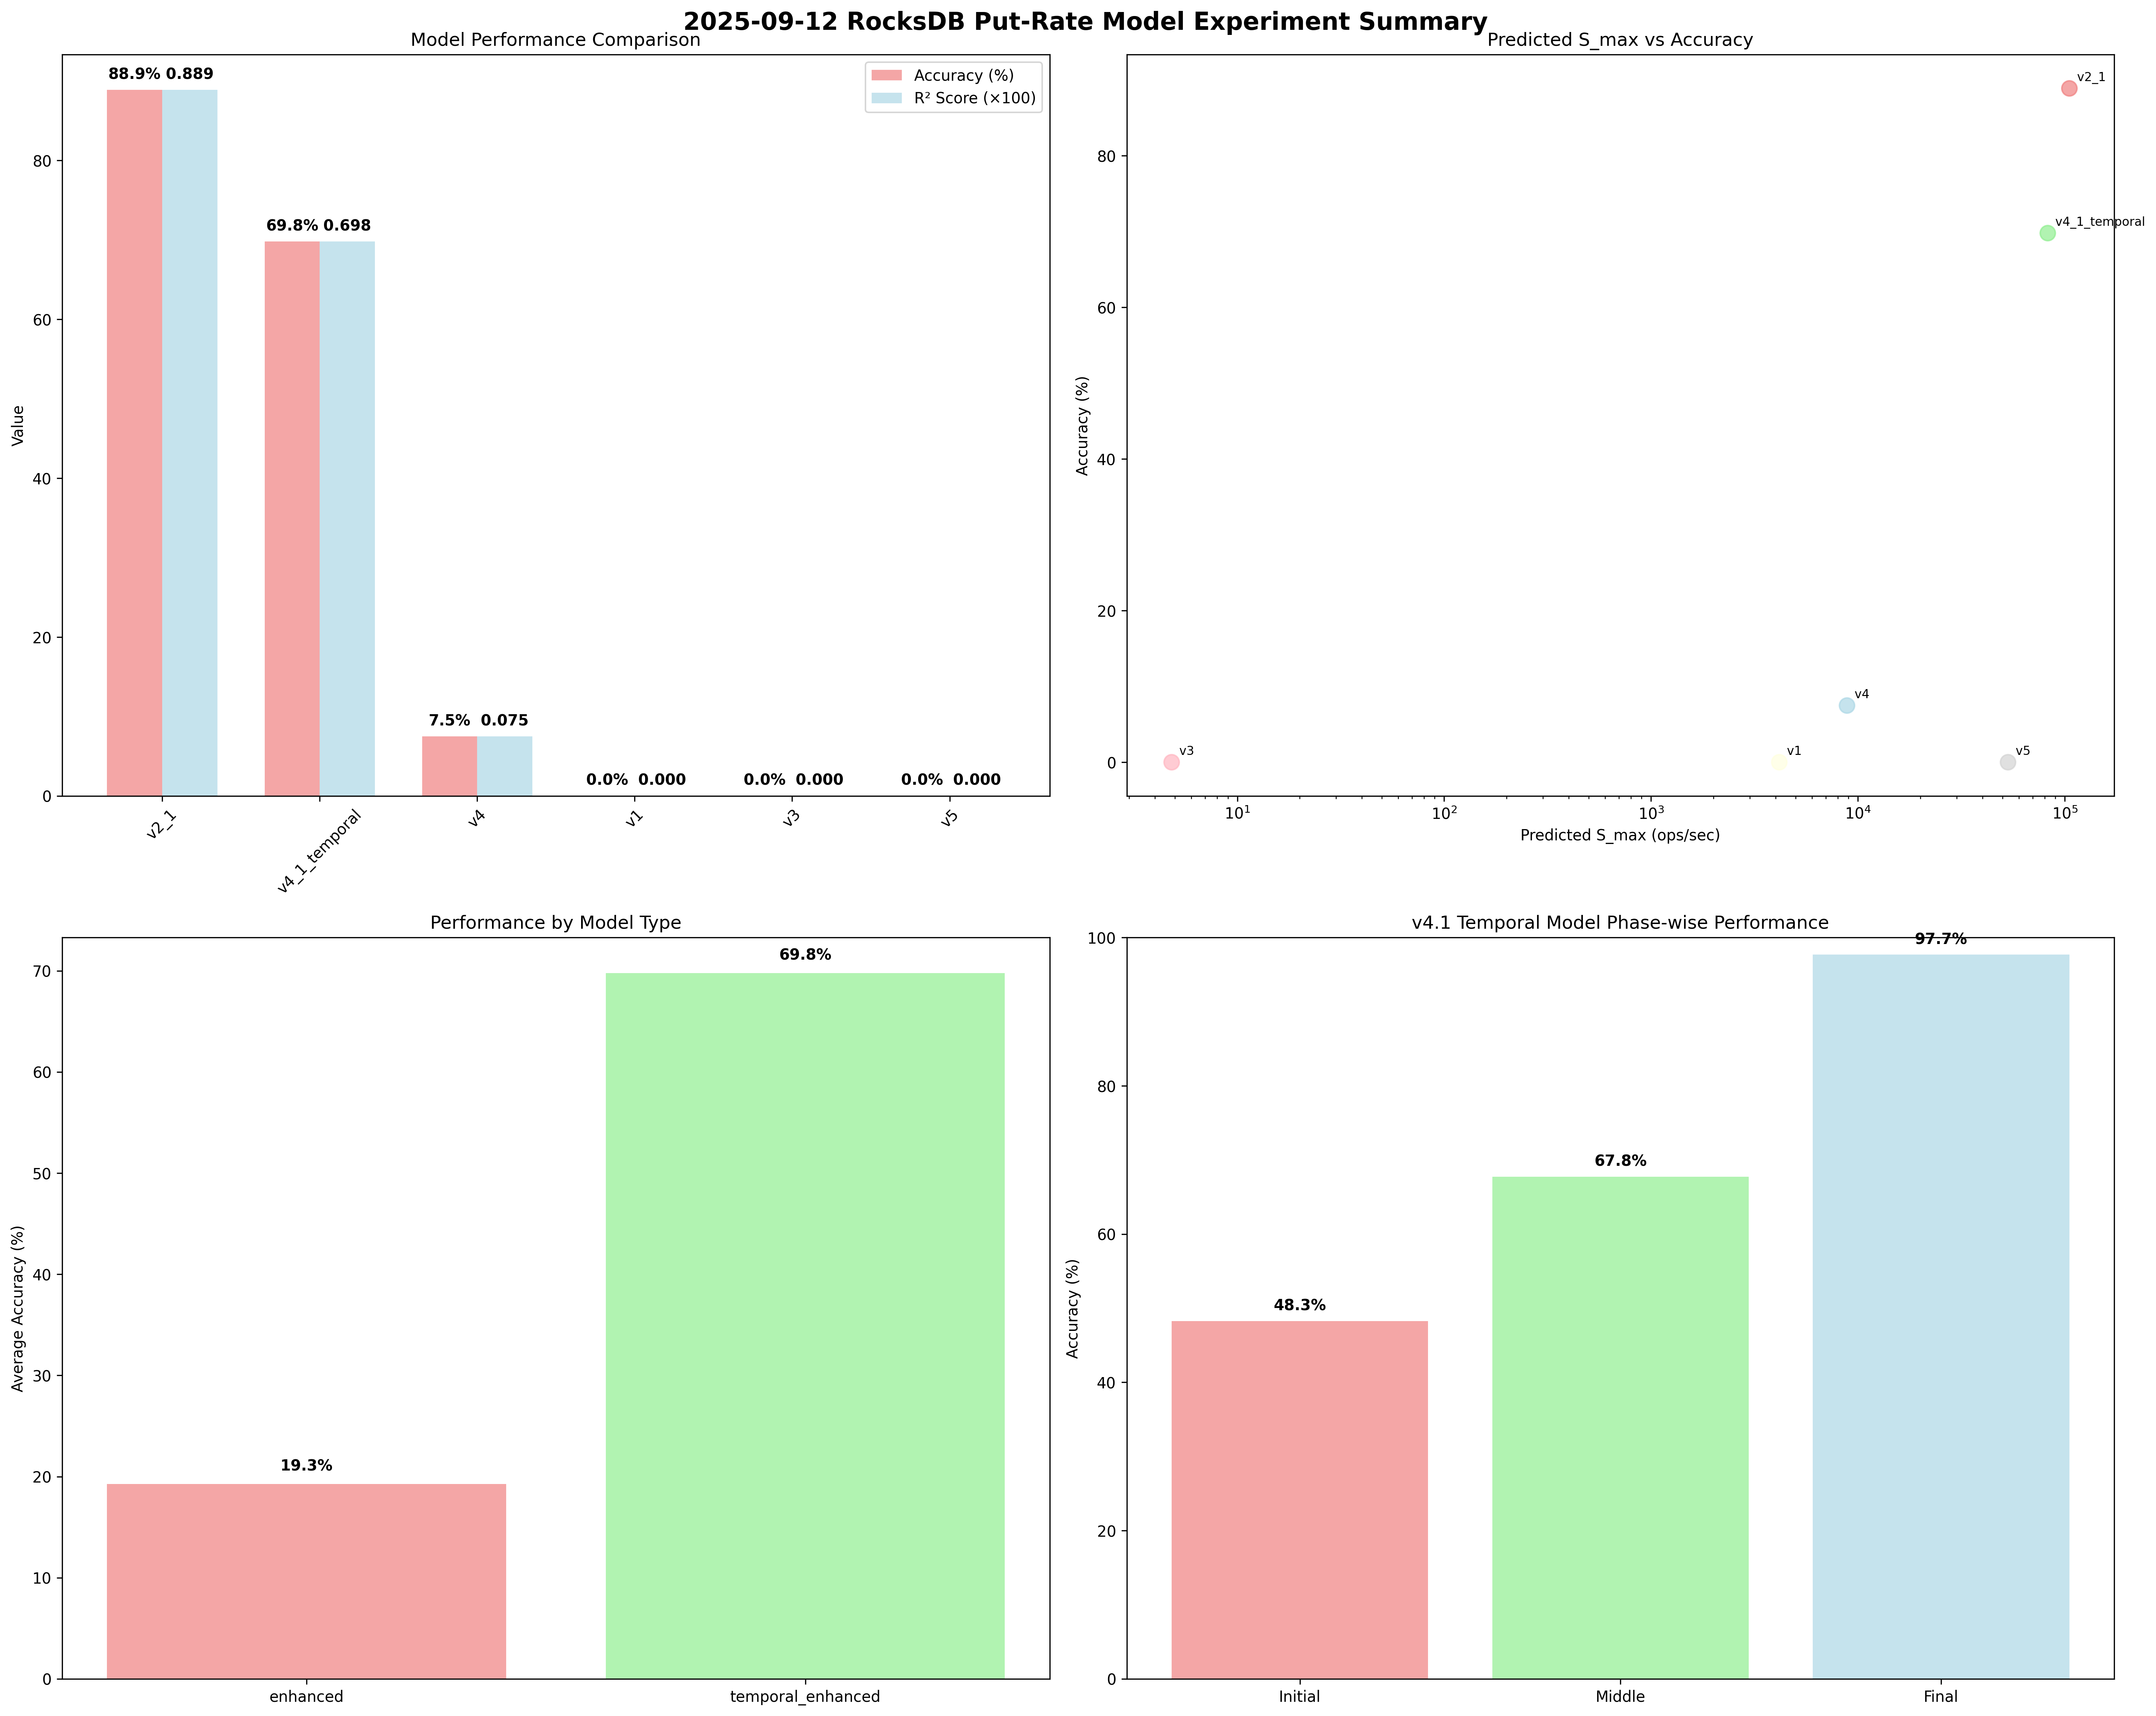 2025-09-12 RocksDB Put-Rate Model Experiment Summary
Model Performance Comparison
88.9% 0.889
69.8% 0.698
7.5% 0.075
0.0% 0.000
0.0% 0.000
0.0% 0.000
Accuracy (%)
R² Score (×100)
Value
80
60
40
20
0
v2_1
v4_1_temporal
v4
v1
v3
v5
Predicted S_max vs Accuracy
v2_1
v4_1_temporal
v4
v3
v1
v5
Accuracy (%)
80
60
40
20
0
10¹
10²
10³
10⁴
10⁵
Predicted S_max (ops/sec)
Performance by Model Type
69.8%
19.3%
Average Accuracy (%)
70
60
50
40
30
20
10
0
enhanced
temporal_enhanced
v4.1 Temporal Model Phase-wise Performance
97.7%
67.8%
48.3%
Accuracy (%)
100
80
60
40
20
0
Initial
Middle
Final